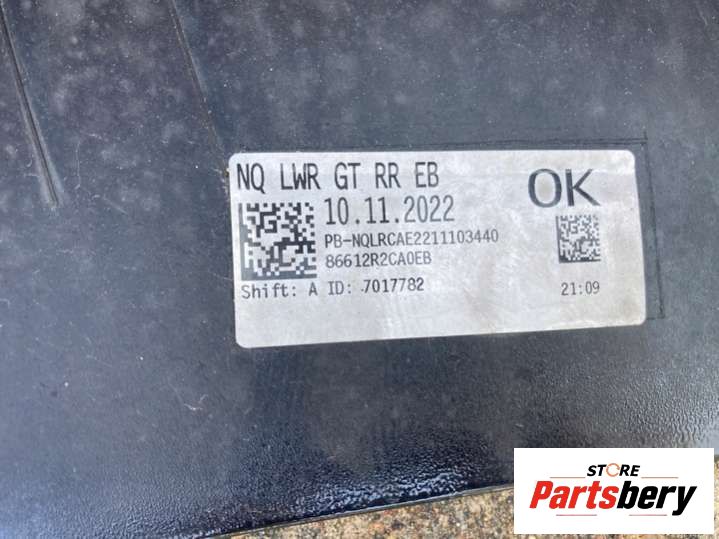 NQ LWR GT RR EB
OK
10.11.2022
PB-NQLRCAE2211103440
86612R2CA0EB
Shift: A ID: 7017782
21:09
STORE
Partsbery